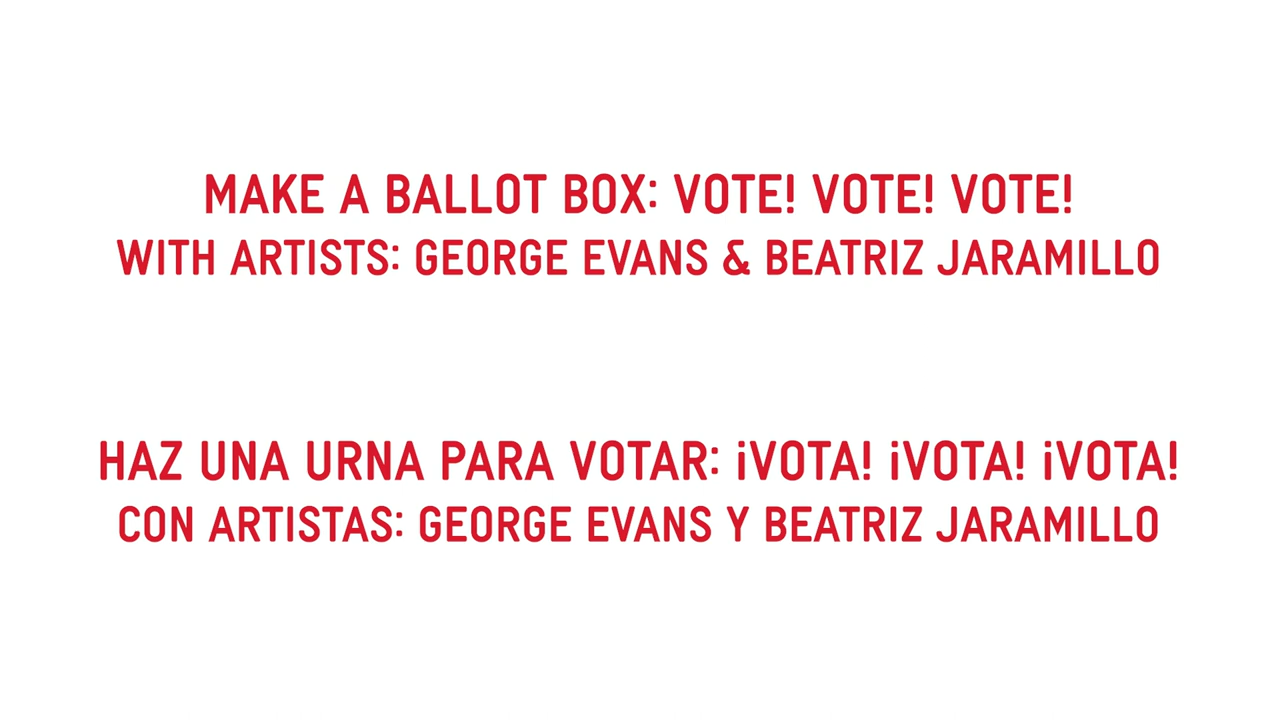 MAKE A BALLOT BOX: VOTE! VOTE! VOTE!
WITH ARTISTS: GEORGE EVANS & BEATRIZ JARAMILLO
HAZ UNA URNA PARA VOTAR: ¡VOTA! ¡VOTA! ¡VOTA!
CON ARTISTAS: GEORGE EVANS Y BEATRIZ JARAMILLO